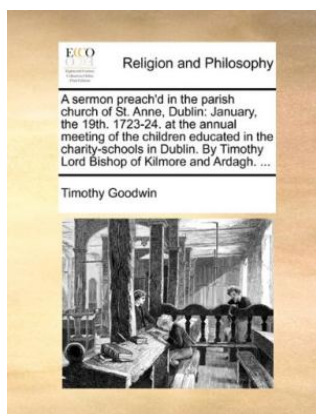 ECCO
Religion and Philosophy
A sermon preach'd in the parish
church of St. Anne, Dublin: January,
the 19th. 1723-24. at the annual
meeting of the children educated in the
charity-schools in Dublin. By Timothy
Lord Bishop of Kilmore and Ardagh. ...
Timothy Goodwin